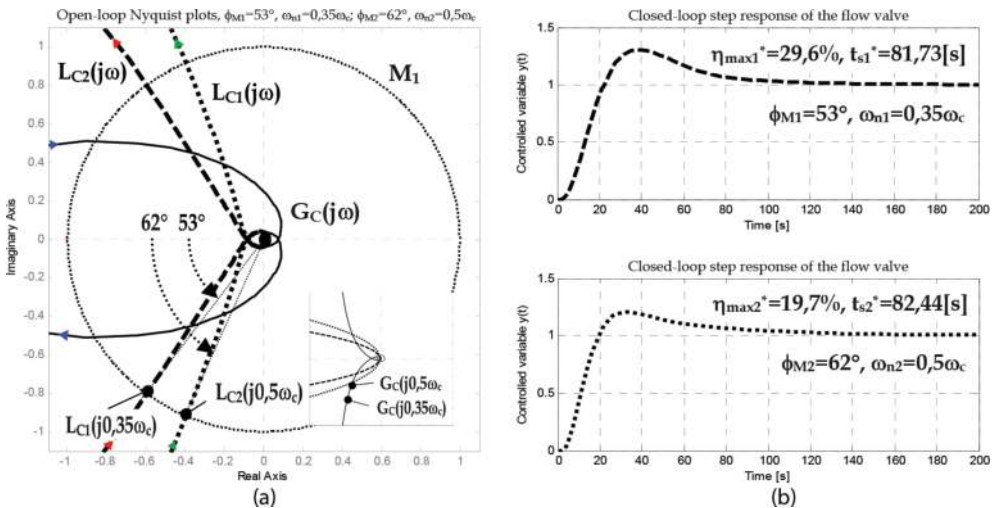 Open-loop Nyquist plots, ϕM1=53°, ωn1=0,35ωc; ϕM2=62°, ωn2=0,5ωc
1
0.8
0.6
0.4
0.2
0
-0.2
-0.4
-0.6
-0.8
-1
Imaginary Axis
LC2(jω)
LC1(jω)
M1
GC(jω)
62°
53°
GC(j0,5ωc
GC(j0,35ωc)
LC2(j0,5ωc)
LC1(j0,35ωc)
-1
-0.8
-0.6
-0.4
-0.2
0
0.2
0.4
0.6
0.8
1
Real Axis
(a)
Closed-loop step response of the flow valve
Controlled variable y(t)
1.5
1
0.5
0
ηmax1*=29,6%, ts1*=81,73[s]
ϕM1=53°, ωn1=0,35ωc
0
20
40
60
80
100
120
140
160
180
200
Time [s]
Closed-loop step response of the flow valve
Controlled variable y(t)
1.5
1
0.5
0
ηmax2*=19,7%, ts2*=82,44[s]
ϕM2=62°, ωn2=0,5ωc
0
20
40
60
80
100
120
140
160
180
200
Time [s]
(b)